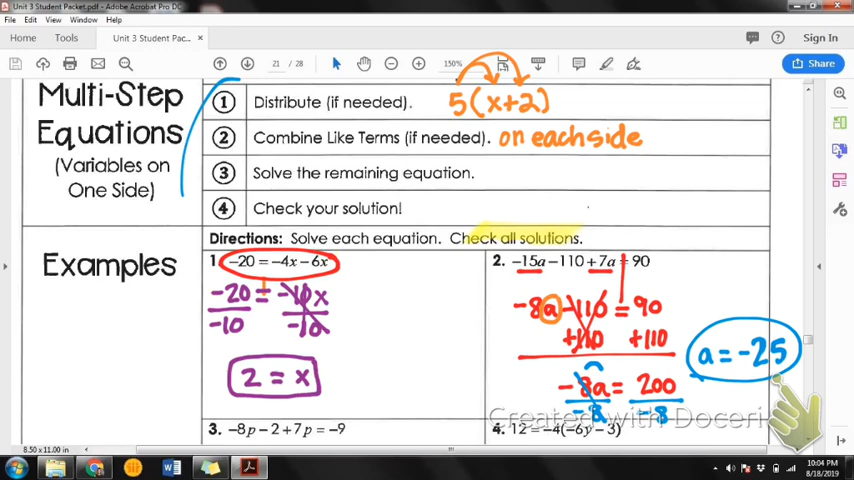 Unit 3 Student Packet.pdf - Adobe Acrobat Pro DC
File Edit View Window Help
Home Tools Unit 3 Student Pac... × Sign In
21 / 28 150% Share
Multi-Step
Equations
(Variables on
One Side)
1 Distribute (if needed). 5(x+2)
2 Combine Like Terms (if needed). on each side
3 Solve the remaining equation.
4 Check your solution!
Directions: Solve each equation. Check all solutions.
Examples
1. -20 = -4x - 6x
-20 = -10x
-10 -10
2 = x
2. -15a - 110 + 7a = 90
-8a - 110 = 90
+110 +110
-8a = 200
-8 -8
a = -25
Created with Doceri
3. -8p - 2 + 7p = -9
4. 12 = -4(-6y - 3)
8.50 x 11.00 in
10:04 PM
8/18/2019